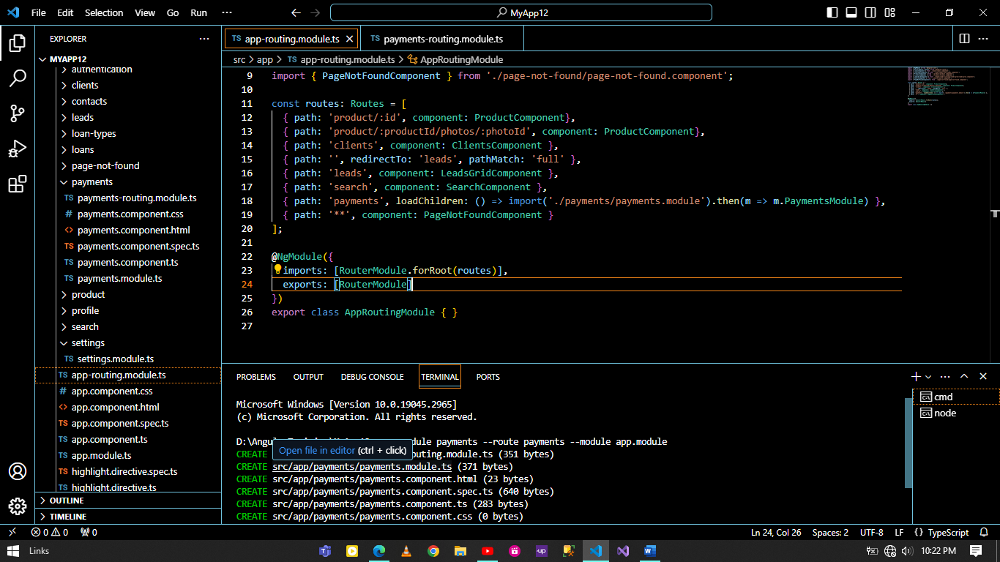 File Edit Selection View Go Run ··· MyApp12
EXPLORER ···
MYAPP12
authentication
clients
contacts
leads
loan-types
loans
page-not-found
payments
TS payments-routing.module.ts
# payments.component.css
<> payments.component.html
TS payments.component.spec.ts
TS payments.component.ts
TS payments.module.ts
product
profile
search
settings
TS settings.module.ts
TS app-routing.module.ts
# app.component.css
<> app.component.html
TS app.component.spec.ts
TS app.component.ts
TS app.module.ts
TS highlight.directive.spec.ts
TS highlight.directive.ts
OUTLINE
TIMELINE
TS app-routing.module.ts TS payments-routing.module.ts
src > app > TS app-routing.module.ts > AppRoutingModule
9 import { PageNotFoundComponent } from './page-not-found/page-not-found.component';
10
11 const routes: Routes = [
12 { path: 'product/:id', component: ProductComponent},
13 { path: 'product/:productId/photos/:photoId', component: ProductComponent},
14 { path: 'clients', component: ClientsComponent },
15 { path: '', redirectTo: 'leads', pathMatch: 'full' },
16 { path: 'leads', component: LeadsGridComponent },
17 { path: 'search', component: SearchComponent },
18 { path: 'payments', loadChildren: () => import('./payments/payments.module').then(m => m.PaymentsModule) },
19 { path: '**', component: PageNotFoundComponent }
20 ];
21
22 @NgModule({
23 imports: [RouterModule.forRoot(routes)],
24 exports: [RouterModule]
25 })
26 export class AppRoutingModule { }
27
PROBLEMS OUTPUT DEBUG CONSOLE TERMINAL PORTS
Microsoft Windows [Version 10.0.19045.2965]
(c) Microsoft Corporation. All rights reserved.
D:\Angu module payments --route payments --module app.module
Open file in editor (ctrl + click)
CREATE outing.module.ts (351 bytes)
CREATE src/app/payments/payments.module.ts (371 bytes)
CREATE src/app/payments/payments.component.html (23 bytes)
CREATE src/app/payments/payments.component.spec.ts (640 bytes)
CREATE src/app/payments/payments.component.ts (283 bytes)
CREATE src/app/payments/payments.component.css (0 bytes)
cmd
node
0 0 0 Ln 24, Col 26 Spaces: 2 UTF-8 LF {} TypeScript
Links 10:22 PM